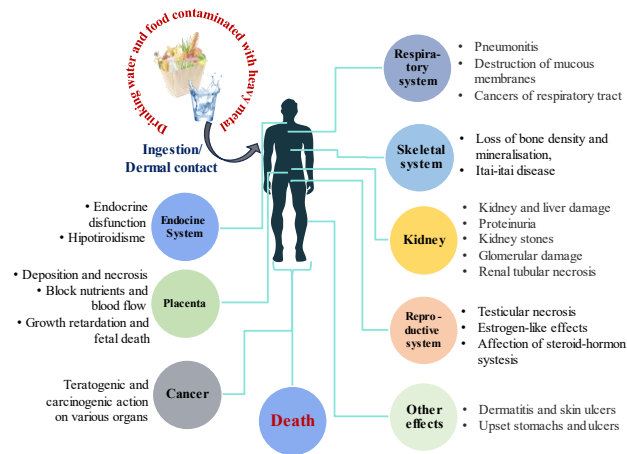 Drinking water and food contaminated with heavy metal
Ingestion/
Dermal contact
Respira-
tory
system
• Pneumonitis
• Destruction of mucous
membranes
• Cancers of respiratory tract
Skeletal
system
• Loss of bone density and
mineralisation,
• Itai-itai disease
Endocine
System
• Endocrine
disfunction
• Hipotiroidisme
Kidney
• Kidney and liver damage
• Proteinuria
• Kidney stones
• Glomerular damage
• Renal tubular necrosis
Placenta
• Deposition and necrosis
• Block nutrients and
blood flow
• Growth retardation and
fetal death
Repro-
ductive
system
• Testicular necrosis
• Estrogen-like effects
• Affection of steroid-hormon
systesis
Cancer
Teratogenic and
carcinogenic action
on various organs
Death
Other
effects
• Dermatitis and skin ulcers
• Upset stomachs and ulcers